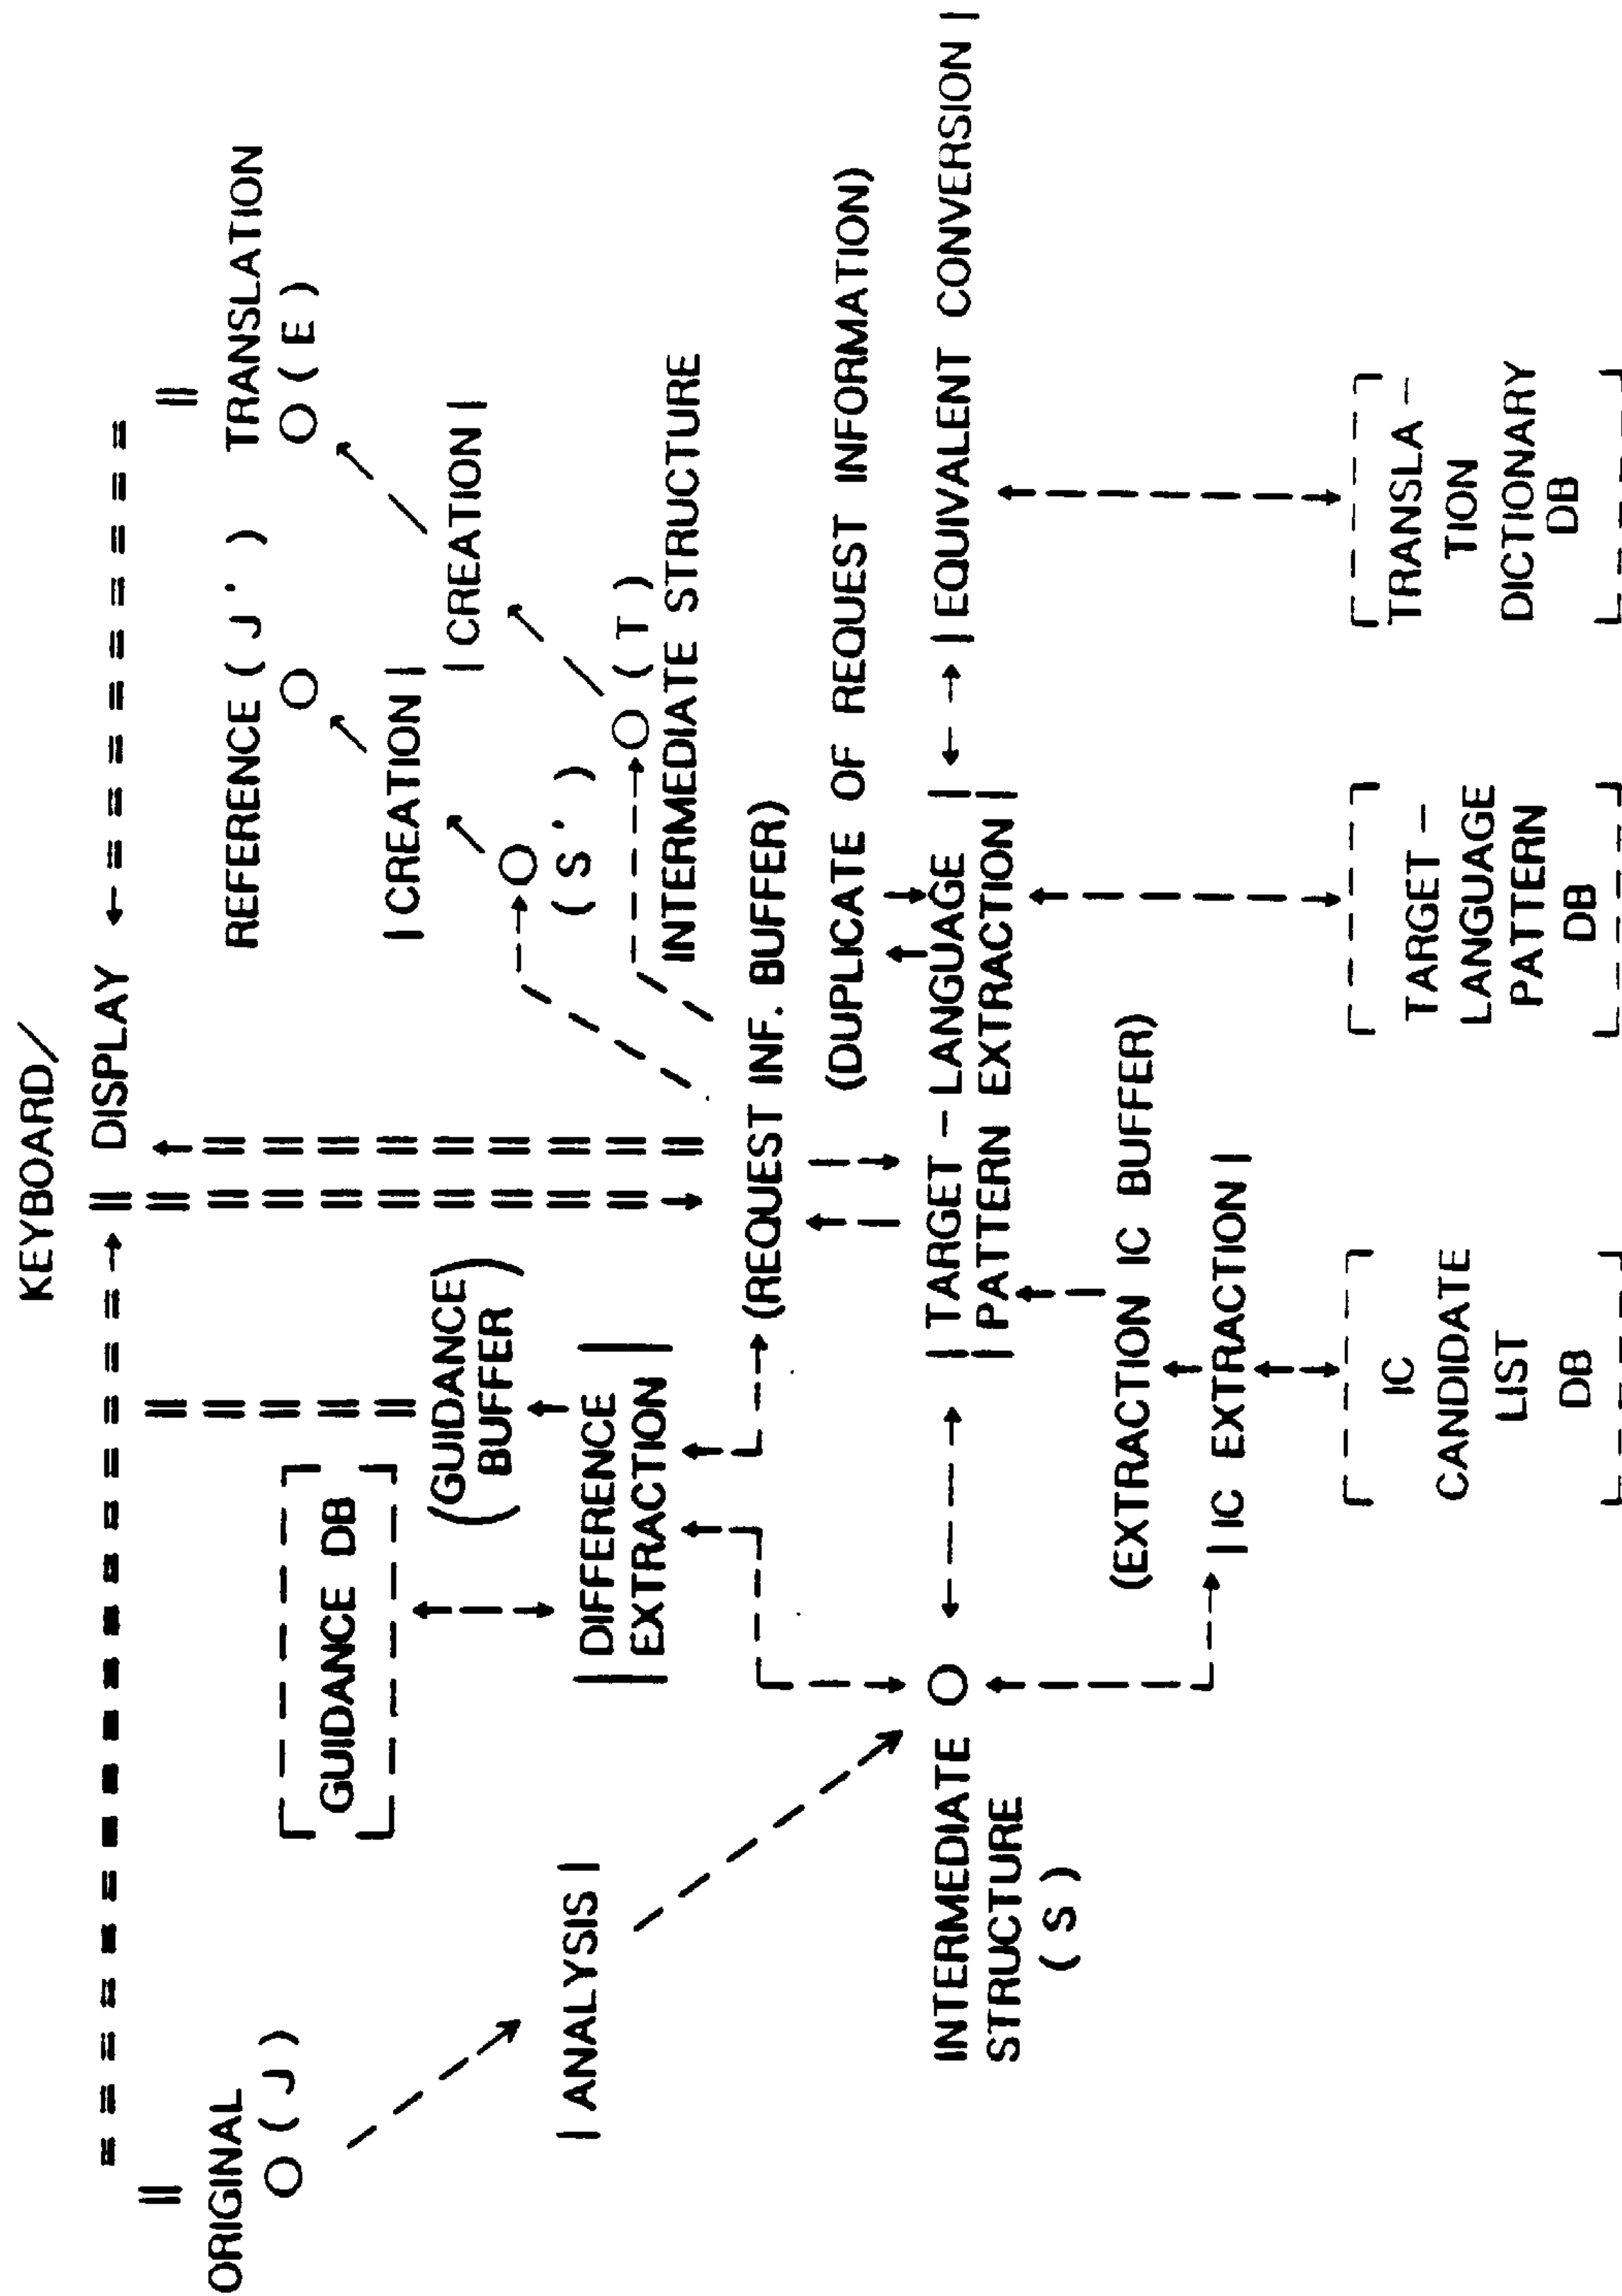 KEYBOARD/
DISPLAY
ORIGINAL
(J)
REFERENCE (J') TRANSLATION
(E)
GUIDANCE DB
|CREATION|
|CREATION|
(GUIDANCE
BUFFER)
|ANALYSIS|
|DIFFERENCE
EXTRACTION|
(S')
(T)
INTERMEDIATE STRUCTURE
(REQUEST INF. BUFFER)
(DUPLICATE OF REQUEST INFORMATION)
INTERMEDIATE
STRUCTURE
(S)
|TARGET-LANGUAGE|
|PATTERN EXTRACTION|
|EQUIVALENT CONVERSION|
(EXTRACTION IC BUFFER)
|IC EXTRACTION|
IC
CANDIDATE
LIST
DB
TARGET-
LANGUAGE
PATTERN
DB
TRANSLA-
TION
DICTIONARY
DB